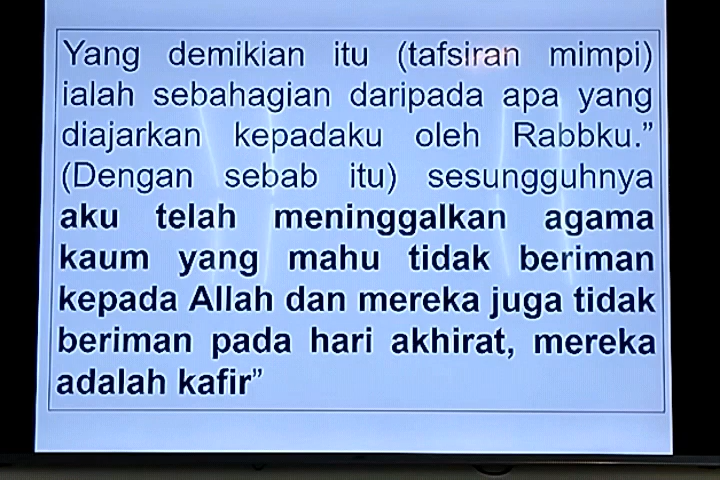 Yang demikian itu (tafsiran mimpi)
ialah sebahagian daripada apa yang
diajarkan kepadaku oleh Rabbku.”
(Dengan sebab itu) sesungguhnya
aku telah meninggalkan agama
kaum yang mahu tidak beriman
kepada Allah dan mereka juga tidak
beriman pada hari akhirat, mereka
adalah kafir”